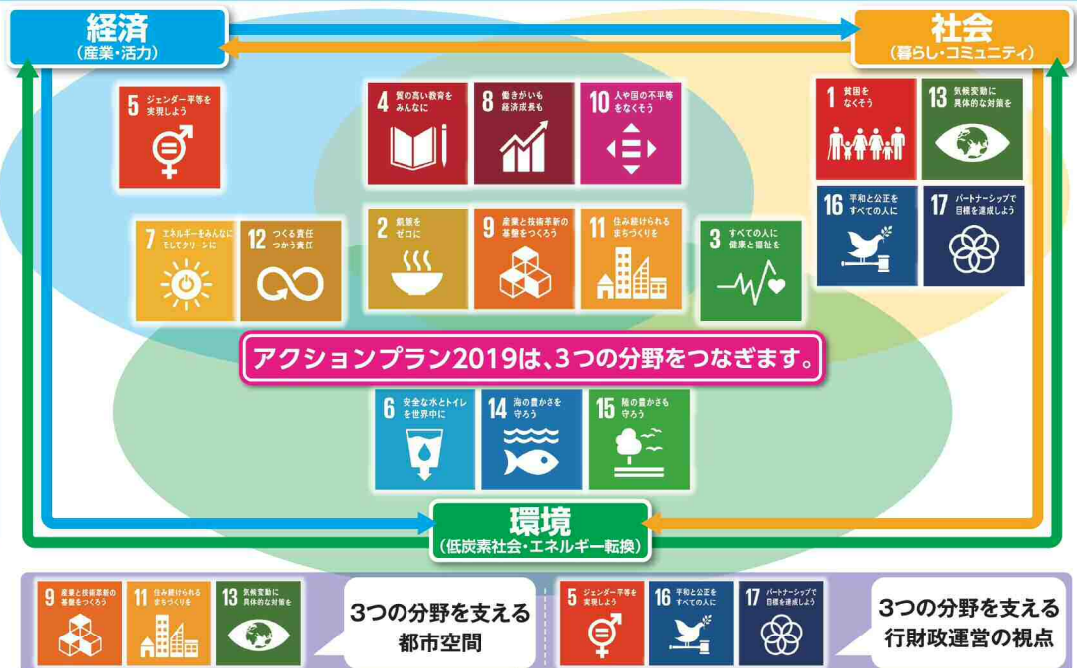 経済
(産業・活力)
社会
(暮らし・コミュニティ)
5 ジェンダー平等を
実現しよう
4 質の高い教育を
みんなに
8 働きがいも
経済成長も
10 人や国の不平等
をなくそう
1 貧困を
なくそう
13 気候変動に
具体的な対策を
16 平和と公正を
すべての人に
17 パートナーシップで
目標を達成しよう
7 エネルギーをみんなに
そしてクリーンに
12 つくる責任
つかう責任
2 飢餓を
ゼロに
9 産業と技術革新の
基盤をつくろう
11 住み続けられる
まちづくりを
3 すべての人に
健康と福祉を
アクションプラン2019は、3つの分野をつなぎます。
6 安全な水とトイレ
を世界中に
14 海の豊かさを
守ろう
15 陸の豊かさも
守ろう
環境
(低炭素社会・エネルギー転換)
9 産業と技術革新の
基盤をつくろう
11 住み続けられる
まちづくりを
13 気候変動に
具体的な対策を
3つの分野を支える
都市空間
5 ジェンダー平等を
実現しよう
16 平和と公正を
すべての人に
17 パートナーシップで
目標を達成しよう
3つの分野を支える
行財政運営の視点